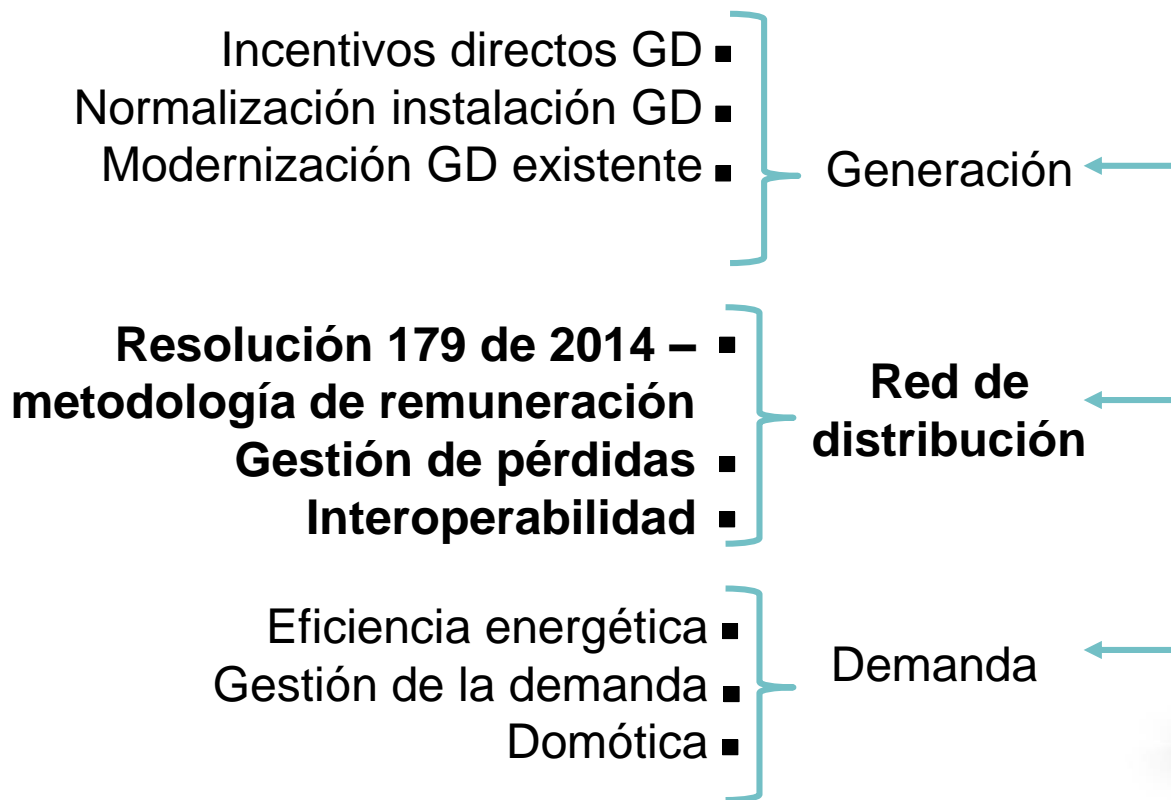 Incentivos directos GD ▪
Normalización instalación GD ▪
Modernización GD existente ▪
Generación
Resolución 179 de 2014 – ▪
metodología de remuneración
Gestión de pérdidas ▪
Interoperabilidad ▪
Red de
distribución
Eficiencia energética ▪
Gestión de la demanda ▪
Domótica ▪
Demanda